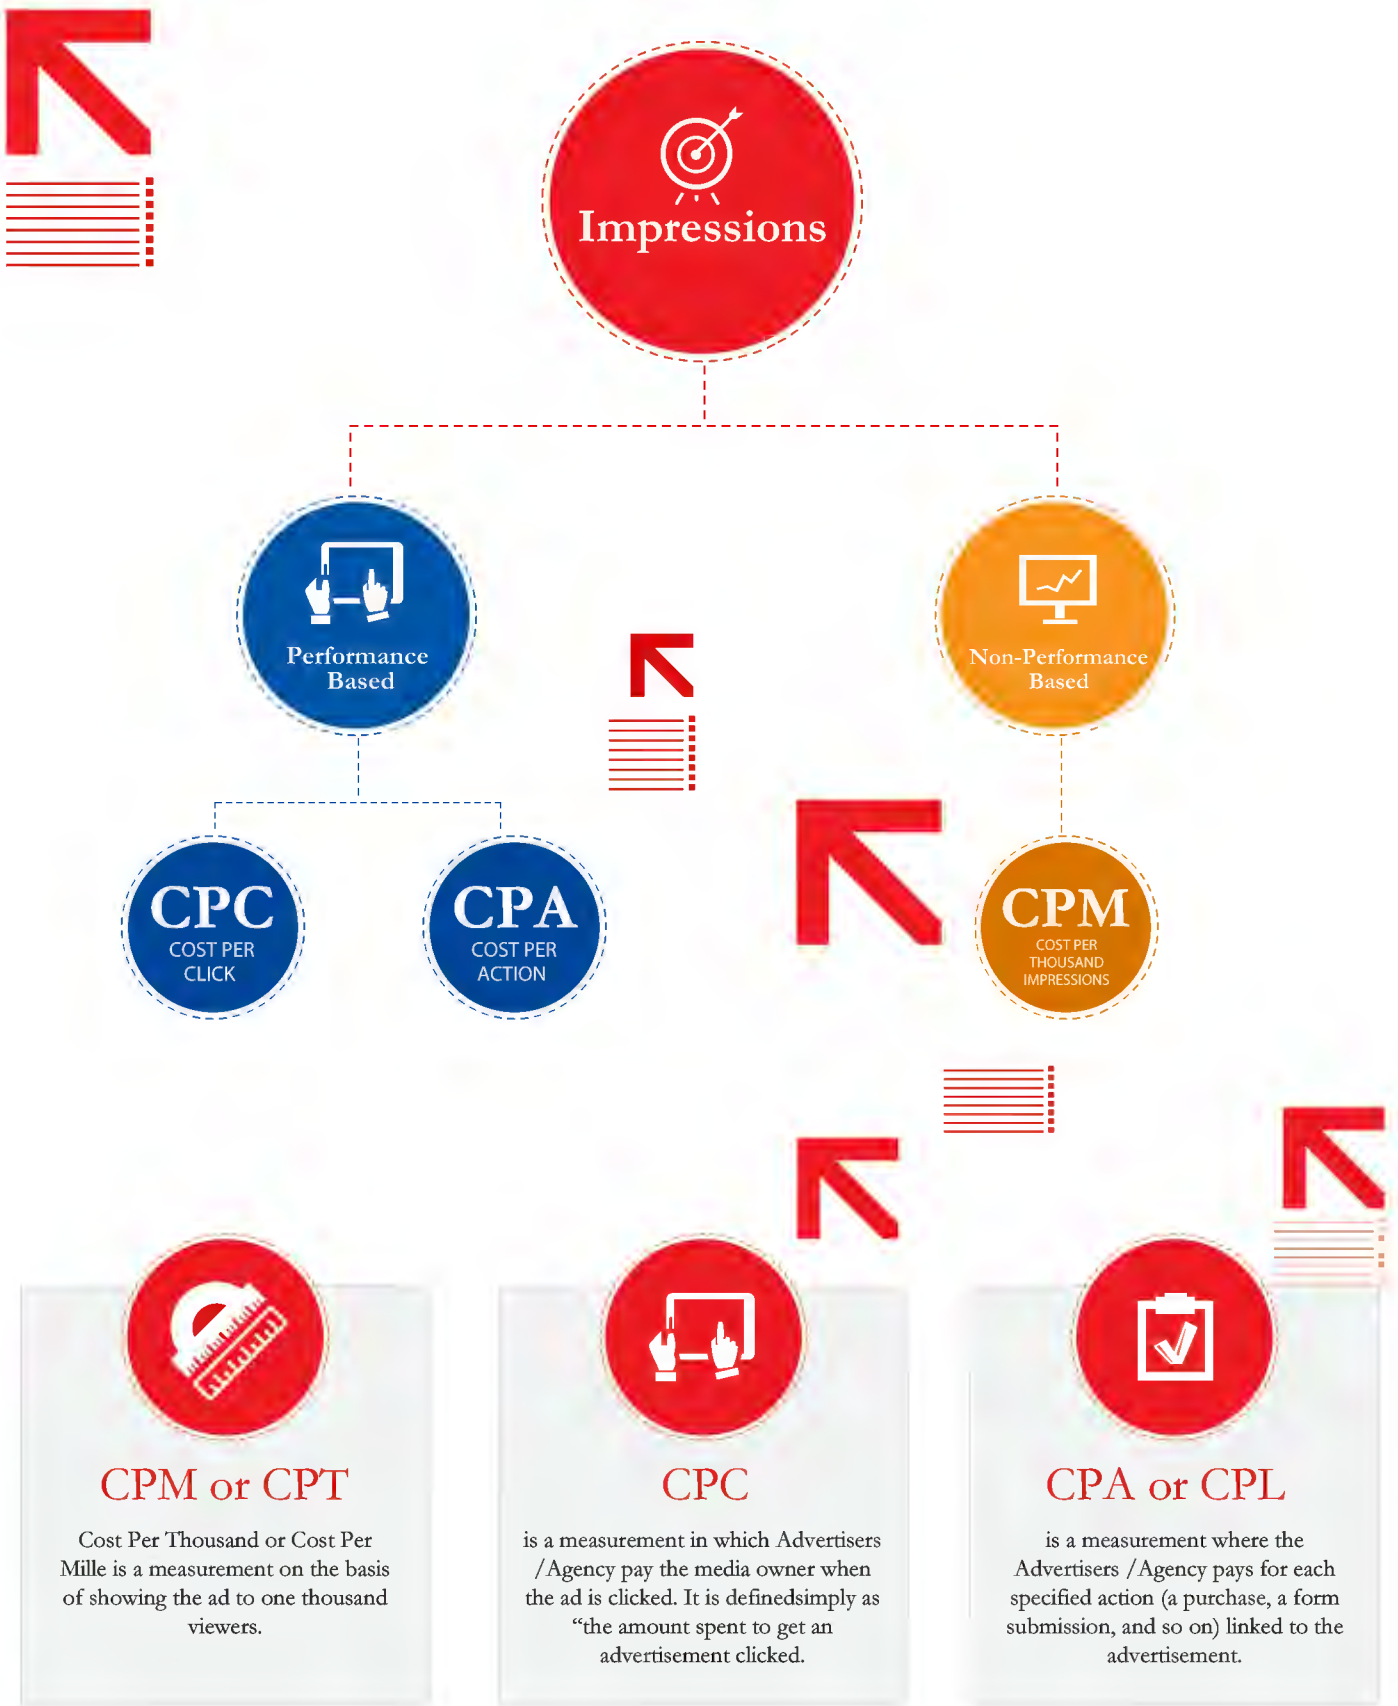 Impressions
Performance
Based
Non-Performance
Based
CPC
COST PER
CLICK
CPA
COST PER
ACTION
CPM
COST PER
THOUSAND
IMPRESSIONS
CPM or CPT
Cost Per Thousand or Cost Per
Mille is a measurement on the basis
of showing the ad to one thousand
viewers.
CPC
is a measurement in which Advertisers
/Agency pay the media owner when
the ad is clicked. It is definedsimply as
“the amount spent to get an
advertisement clicked.
CPA or CPL
is a measurement where the
Advertisers /Agency pays for each
specified action (a purchase, a form
submission, and so on) linked to the
advertisement.